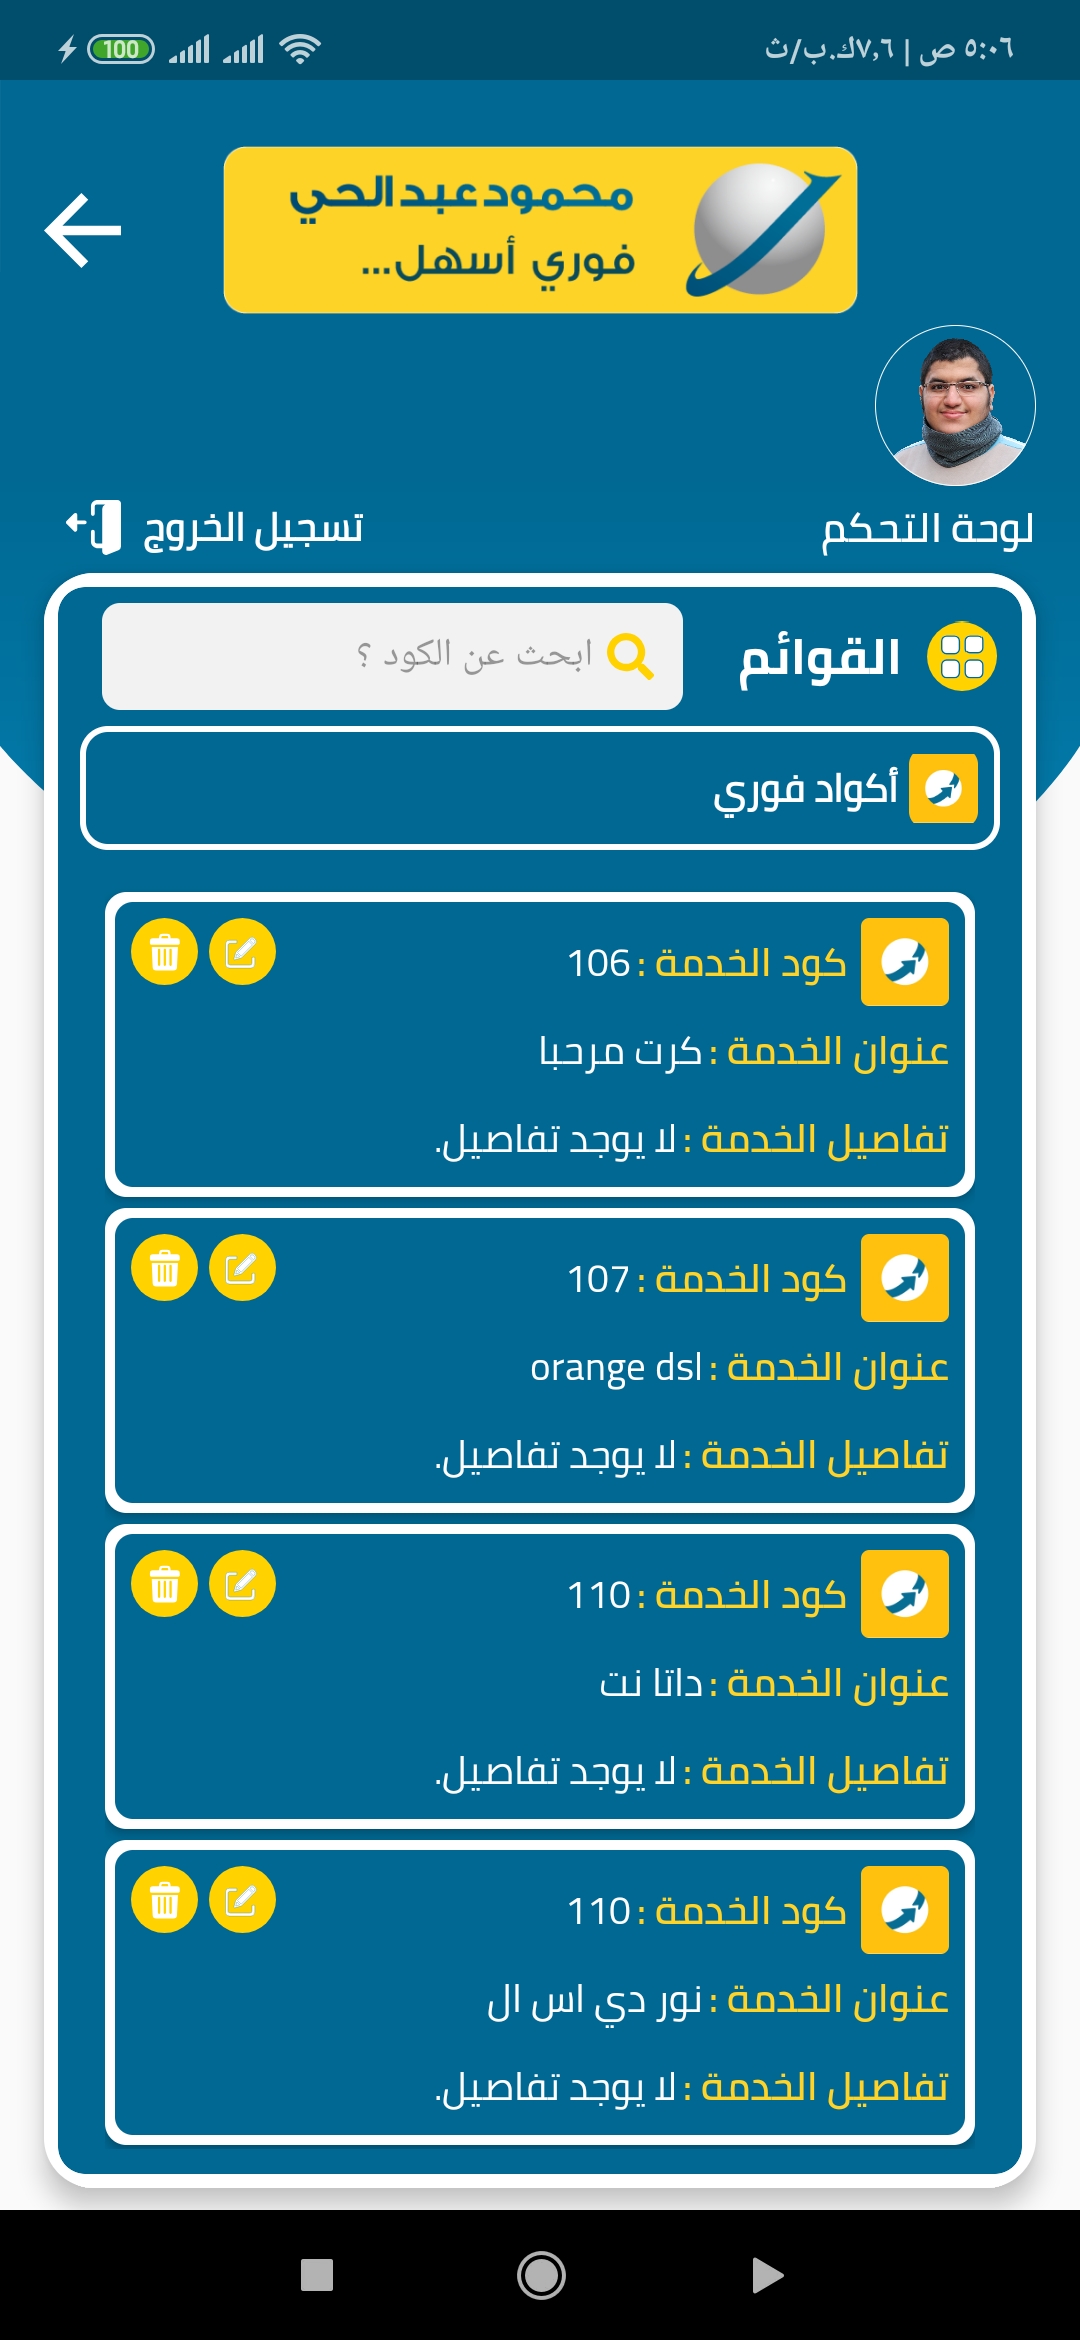 ٥:٠٦ ص | ٧,٦ك.ب/ث
100
محمود عبد الحي
فوري أسهل...
لوحة التحكم
تسجيل الخروج
القوائم
ابحث عن الكود ؟
أكواد فوري
كود الخدمة : 106
عنوان الخدمة : كرت مرحبا
تفاصيل الخدمة : لا يوجد تفاصيل.
كود الخدمة : 107
عنوان الخدمة : orange dsl
تفاصيل الخدمة : لا يوجد تفاصيل.
كود الخدمة : 110
عنوان الخدمة : داتا نت
تفاصيل الخدمة : لا يوجد تفاصيل.
كود الخدمة : 110
عنوان الخدمة : نور دي اس ال
تفاصيل الخدمة : لا يوجد تفاصيل.